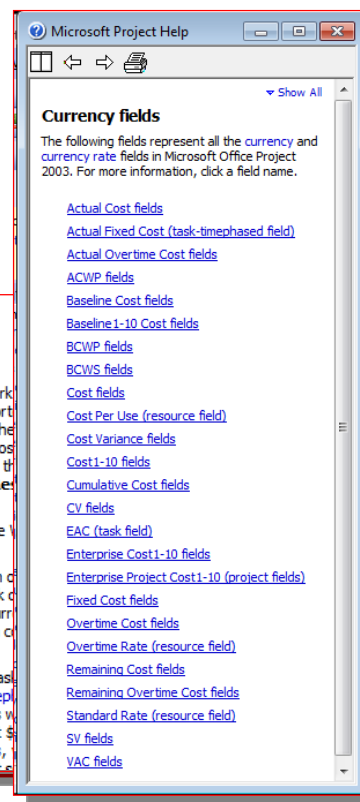 Microsoft Project Help
Show All
Currency fields
The following fields represent all the currency and
currency rate fields in Microsoft Office Project
2003. For more information, click a field name.
Actual Cost fields
Actual Fixed Cost (task-timephased field)
Actual Overtime Cost fields
ACWP fields
Baseline Cost fields
Baseline1-10 Cost fields
BCWP fields
BCWS fields
Cost fields
Cost Per Use (resource field)
Cost Variance fields
Cost1-10 fields
Cumulative Cost fields
CV fields
EAC (task field)
Enterprise Cost1-10 fields
Enterprise Project Cost1-10 (project fields)
Fixed Cost fields
Overtime Cost fields
Overtime Rate (resource field)
Remaining Cost fields
Remaining Overtime Cost fields
Standard Rate (resource field)
SV fields
VAC fields